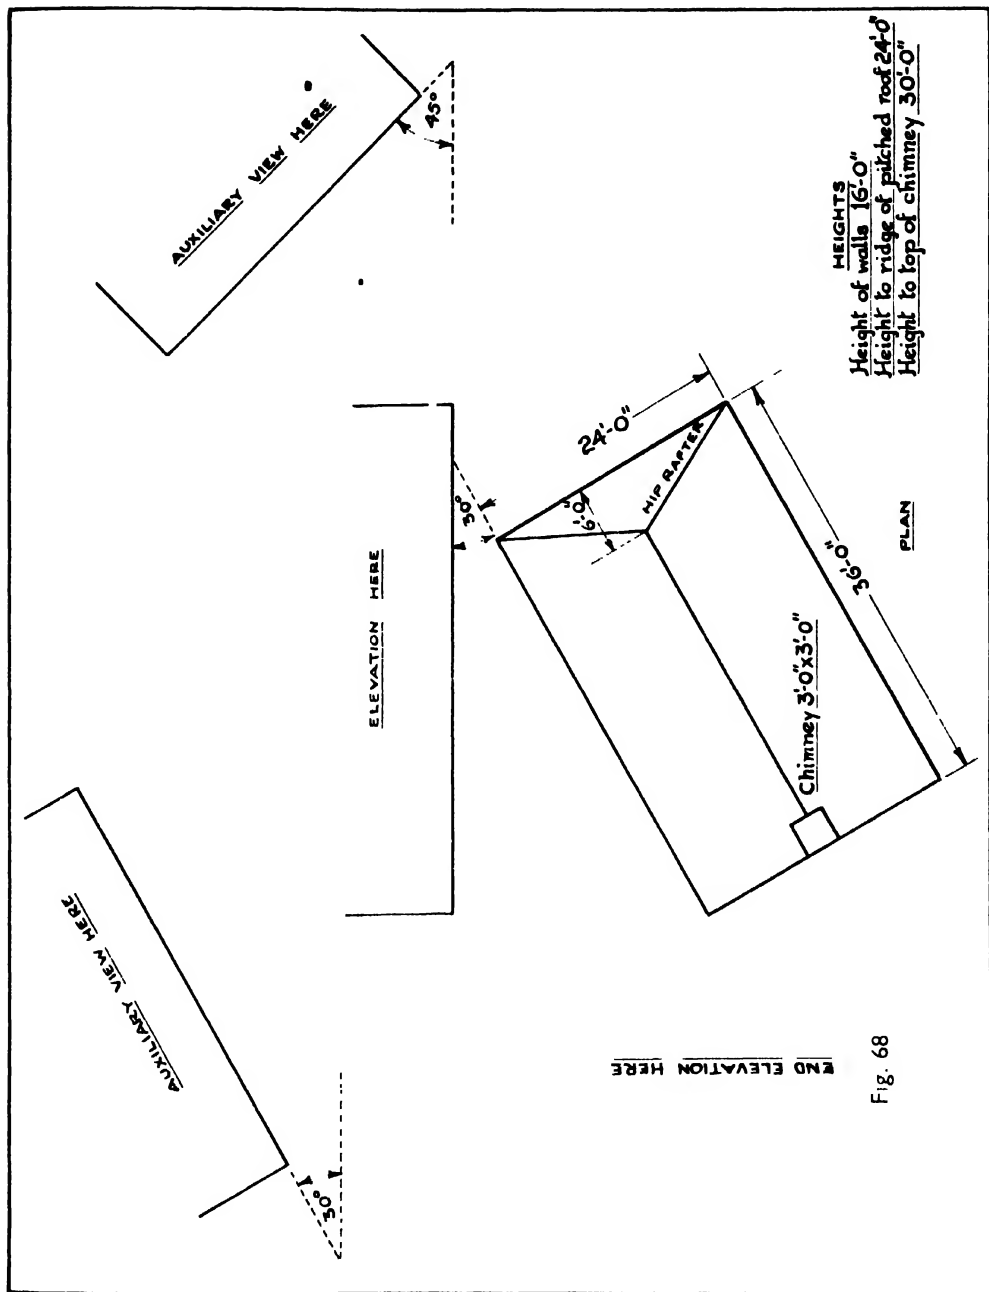 AUXILIARY VIEW HERE
30°
AUXILIARY VIEW HERE
45°
ELEVATION HERE
30°
24'-0"
6'-0"
HIP RAFTER
Chimney 3'-0"x3'-0"
36'-0"
PLAN
END ELEVATION HERE
HEIGHTS
Height of walls 16'-0"
Height to ridge of pitched roof 24'-0"
Height to top of chimney 30'-0"
Fig. 68